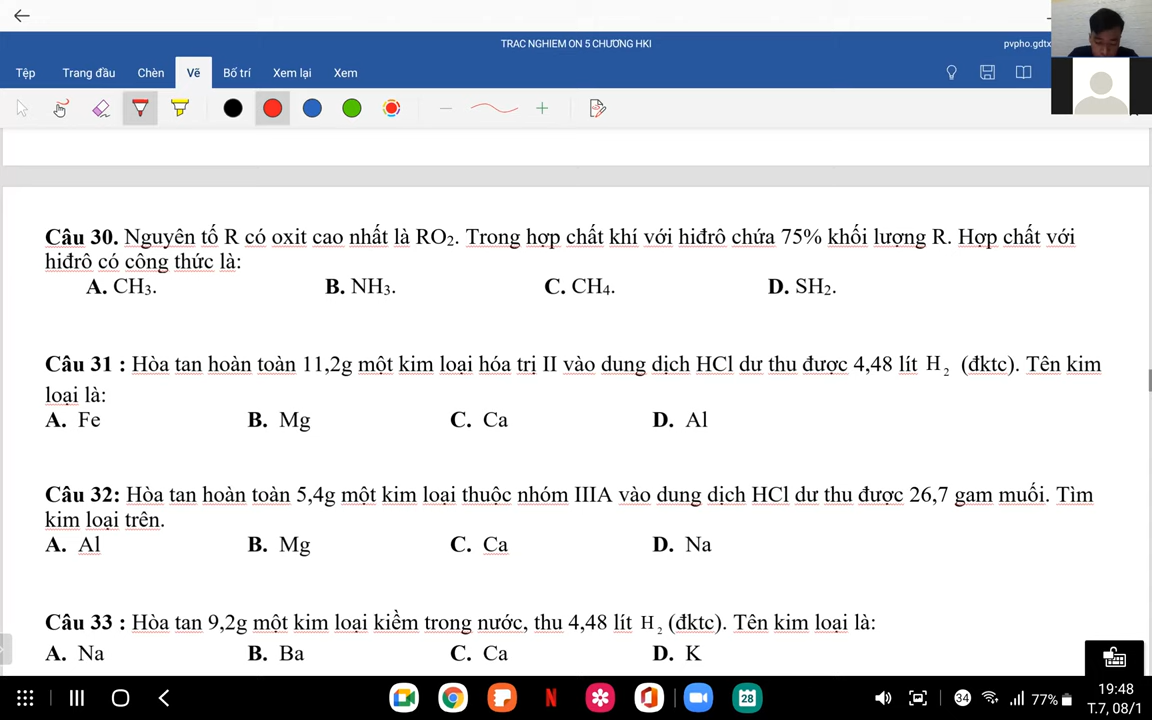 TRAC NGHIEM ON 5 CHƯƠNG HKI
pvpho.gdtx
Tệp Trang đầu Chèn Vẽ Bố trí Xem lại Xem
Câu 30. Nguyên tố R có oxit cao nhất là RO2. Trong hợp chất khí với hiđrô chứa 75% khối lượng R. Hợp chất với
hiđrô có công thức là:
A. CH3. B. NH3. C. CH4. D. SH2.
Câu 31 : Hòa tan hoàn toàn 11,2g một kim loại hóa trị II vào dung dịch HCl dư thu được 4,48 lít H2 (đktc). Tên kim
loại là:
A. Fe B. Mg C. Ca D. Al
Câu 32: Hòa tan hoàn toàn 5,4g một kim loại thuộc nhóm IIIA vào dung dịch HCl dư thu được 26,7 gam muối. Tìm
kim loại trên.
A. Al B. Mg C. Ca D. Na
Câu 33 : Hòa tan 9,2g một kim loại kiềm trong nước, thu 4,48 lít H2 (đktc). Tên kim loại là:
A. Na B. Ba C. Ca D. K
N 28 34 77% 19:48
T.7, 08/1